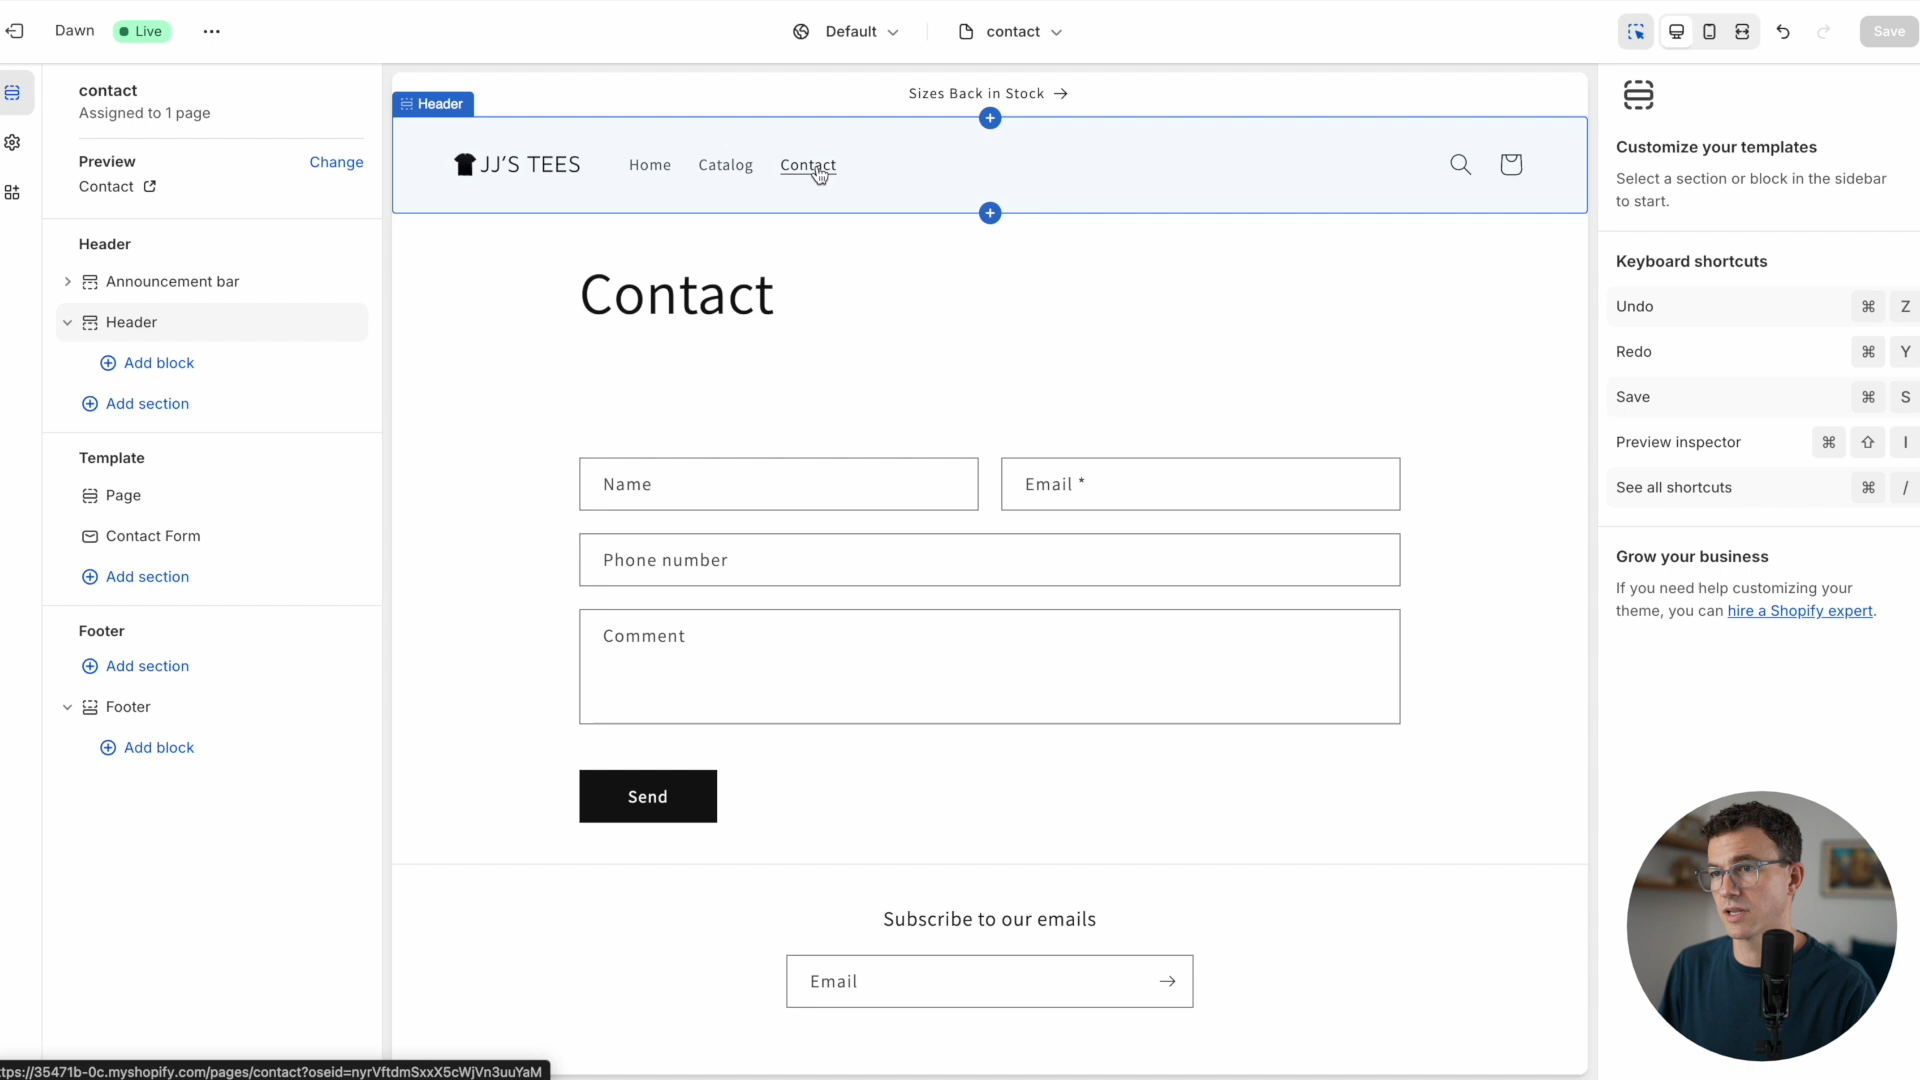 Dawn
Live
Default
contact
Save
contact
Assigned to 1 page
Preview
Change
Contact
Header
Announcement bar
Header
Add block
Add section
Template
Page
Contact Form
Add section
Footer
Add section
Footer
Add block
Sizes Back in Stock →
Header
JJ'S TEES
Home
Catalog
Contact
Contact
Name
Email *
Phone number
Comment
Send
Subscribe to our emails
Email
Customize your templates
Select a section or block in the sidebar
to start.
Keyboard shortcuts
Undo ⌘ Z
Redo ⌘ Y
Save ⌘ S
Preview inspector ⌘ ⇧ I
See all shortcuts ⌘ /
Grow your business
If you need help customizing your
theme, you can hire a Shopify expert.
tps://35471b-0c.myshopify.com/pages/contact?oseid=nyrVftdmSxxX5cWjVn3uuYaM